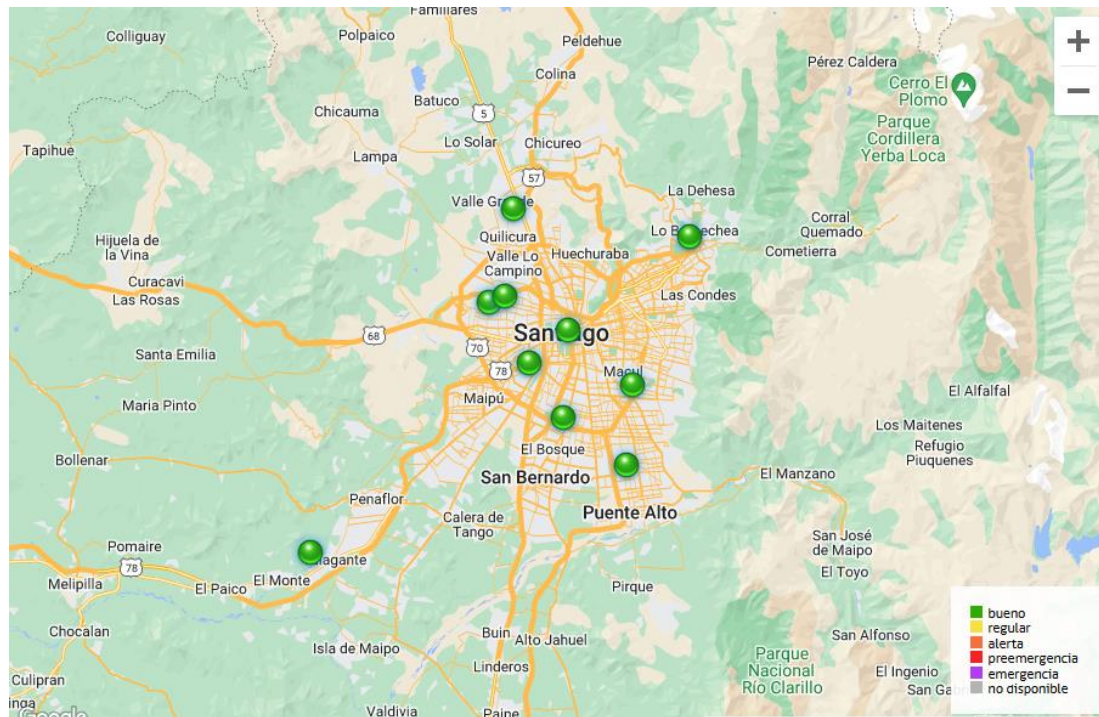 Familiares
Colliguay
Polpaico
Peldehue
Pérez Caldera
Colina
Cerro El
Plomo
Batuco
5
Chicauma
Parque
Cordillera
Yerba Loca
Lo Solar
Chicureo
Tapihue
Lampa
57
La Dehesa
Valle Grande
Corral
Quemado
Hijuela de
la Vina
Quilicura
Lo Barnechea
Valle Lo
Campino
Huechuraba
Cometierra
Curacavi
Las Rosas
Las Condes
68
Santiago
70
Santa Emilia
78
Macul
Maipú
El Alfalfal
Maria Pinto
Los Maitenes
El Bosque
Refugio
Piuquenes
Bollenar
San Bernardo
El Manzano
Penaflor
Puente Alto
Calera de
Tango
San José
de Maipo
Pomaire
78
Talagante
El Monte
El Paico
El Toyo
Melipilla
Pirque
bueno
regular
alerta
preemergencia
emergencia
no disponible
Chocalan
Buin
Alto Jahuel
San Alfonso
Isla de Maipo
Parque
Nacional
Río Clarillo
Linderos
El Ingenio
Culipran
San Gab
inga
Google
Valdivia
Paine